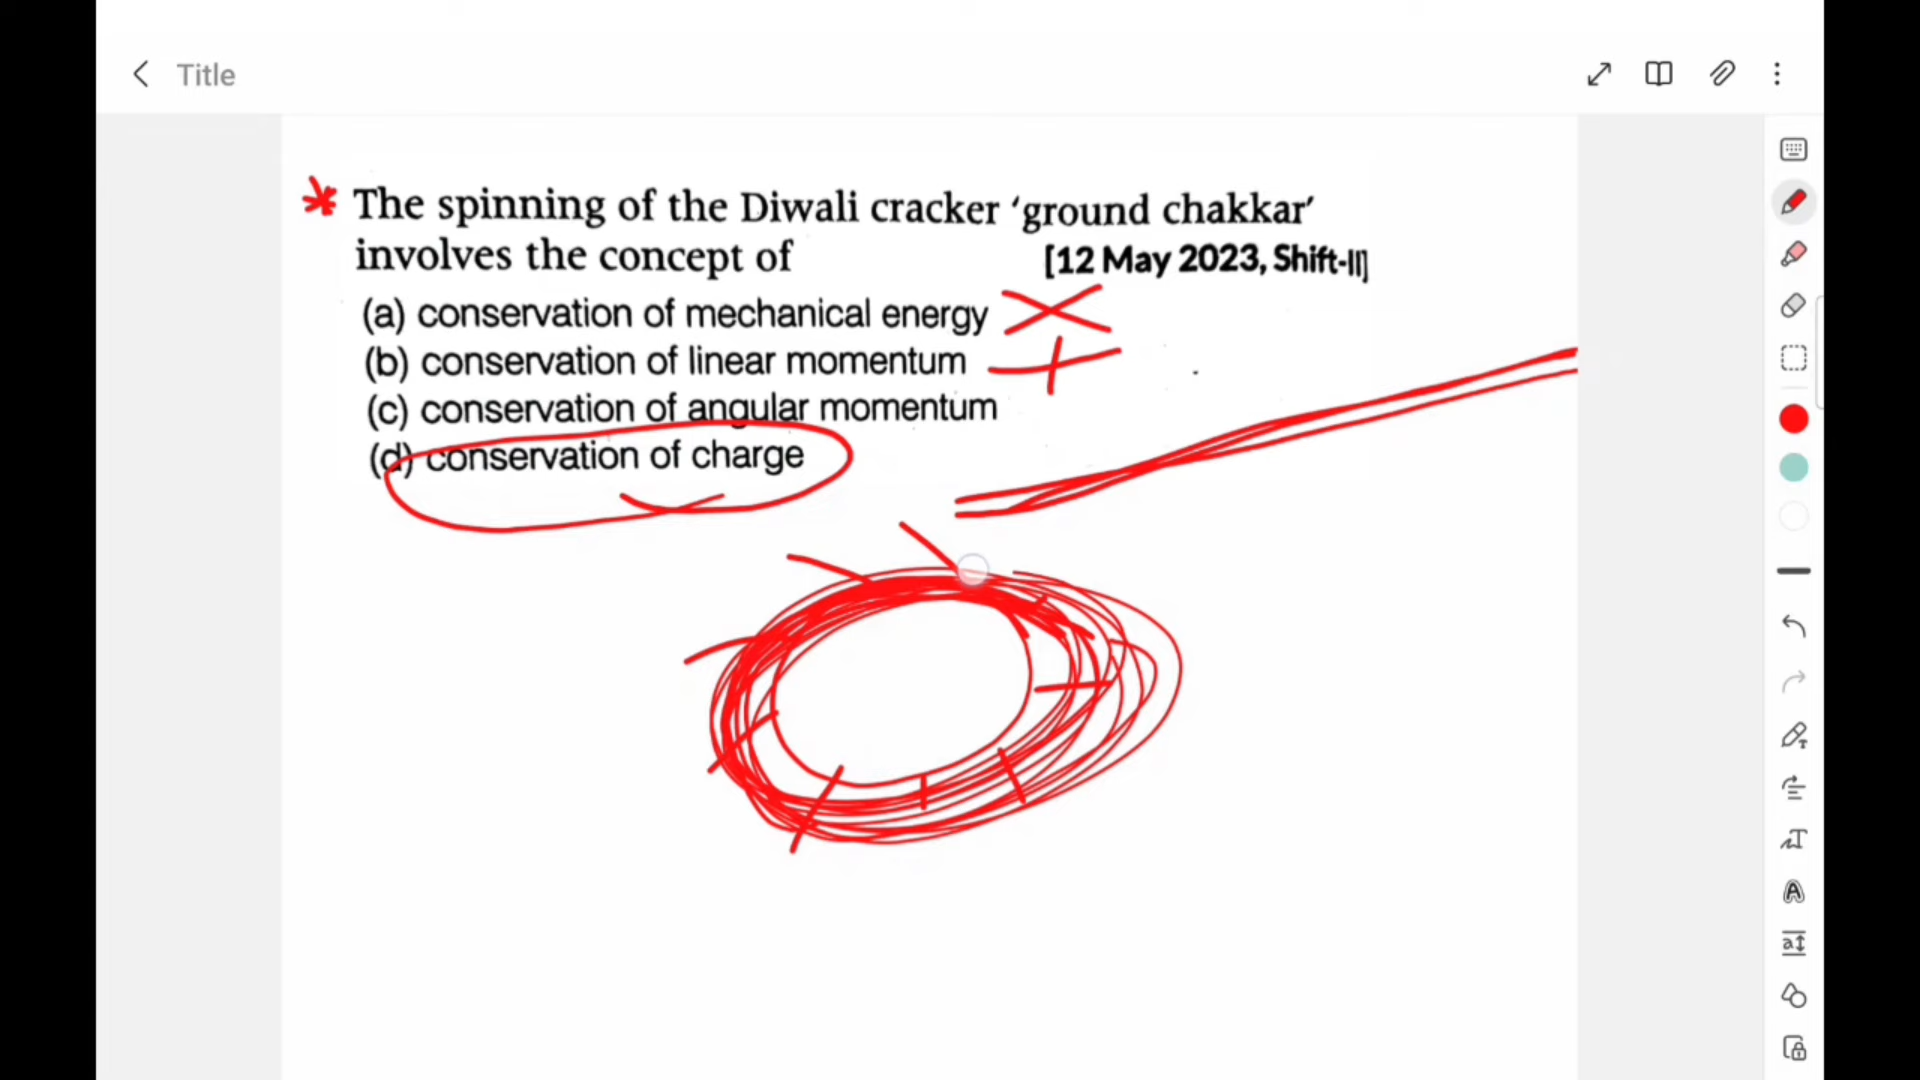 Title
The spinning of the Diwali cracker ‘ground chakkar’
involves the concept of [12 May 2023, Shift-II]
(a) conservation of mechanical energy
(b) conservation of linear momentum
(c) conservation of angular momentum
(d) conservation of charge